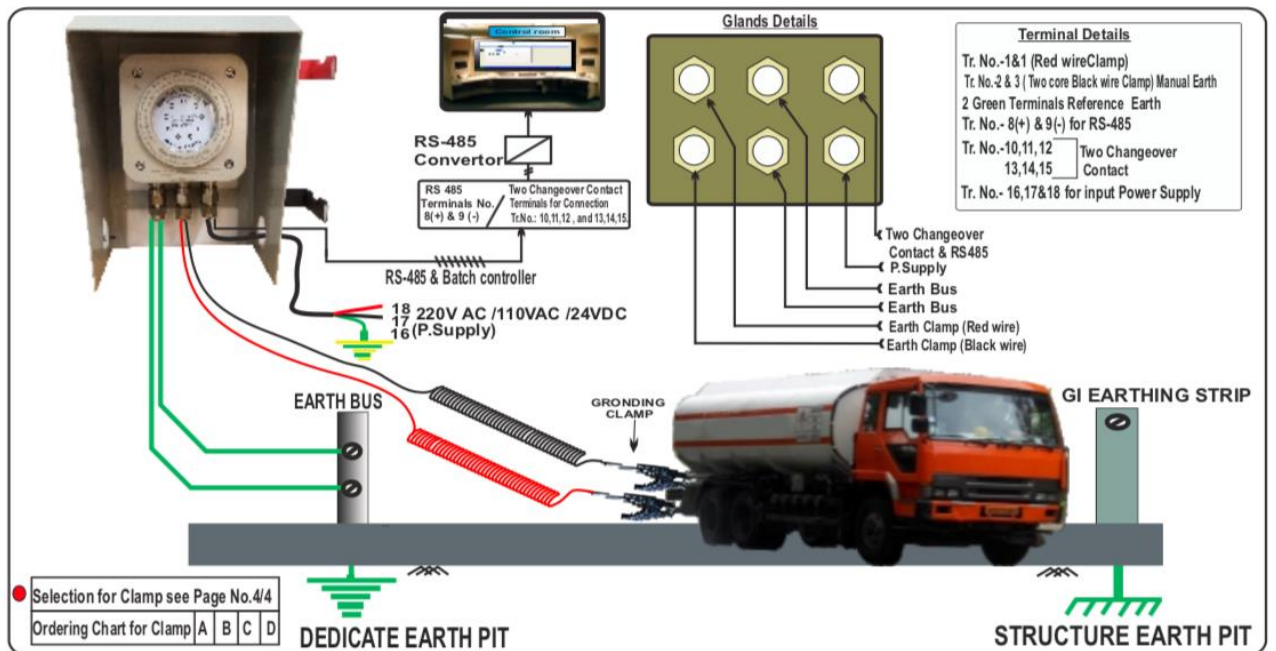 Control room
RS-485
Convertor
RS 485
Terminals No.
8(+) & 9 (-)
/
Two Changeover Contact
Terminals for Connection
Tr.No.: 10,11,12 , and 13,14,15.
RS-485 & Batch controller
18
17
16
220V AC /110VAC /24VDC
(P.Supply)
Glands Details
Two Changeover
Contact & RS485
P.Supply
Earth Bus
Earth Bus
Earth Clamp (Red wire)
Earth Clamp (Black wire)
Terminal Details
Tr. No.-1&1 (Red wireClamp)
Tr. No.-2 & 3 ( Two core Black wire Clamp) Manual Earth
2 Green Terminals Reference Earth
Tr. No.- 8(+) & 9(-) for RS-485
Tr. No.-10,11,12
13,14,15
Two Changeover
Contact
Tr. No.- 16,17&18 for input Power Supply
EARTH BUS
GRONDING
CLAMP
GI EARTHING STRIP
Selection for Clamp see Page No.4/4
Ordering Chart for Clamp A B C D
DEDICATE EARTH PIT
STRUCTURE EARTH PIT